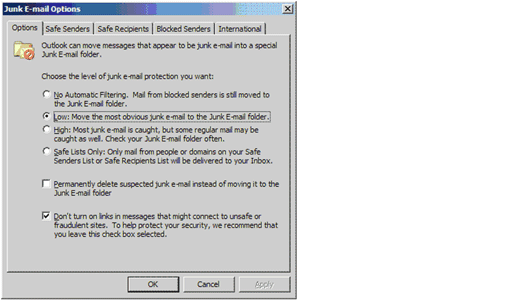 Junk E-mail Options
Options
Safe Senders
Safe Recipients
Blocked Senders
International
Outlook can move messages that appear to be junk e-mail into a special
Junk E-mail folder.
Choose the level of junk e-mail protection you want:
No Automatic Filtering. Mail from blocked senders is still moved to
the Junk E-mail folder.
Low: Move the most obvious junk e-mail to the Junk E-mail folder.
High: Most junk e-mail is caught, but some regular mail may be
caught as well. Check your Junk E-mail folder often.
Safe Lists Only: Only mail from people or domains on your Safe
Senders List or Safe Recipients List will be delivered to your Inbox.
Permanently delete suspected junk e-mail instead of moving it to the
Junk E-mail folder
Don't turn on links in messages that might connect to unsafe or
fraudulent sites. To help protect your security, we recommend that
you leave this check box selected.
OK
Cancel
Apply